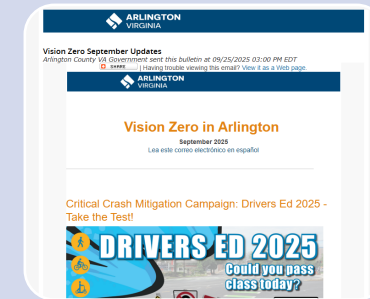 ARLINGTON
VIRGINIA
Vision Zero September Updates
Arlington County VA Government sent this bulletin at 09/25/2025 03:00 PM EDT
SHARE | Having trouble viewing this email? View it as a Web page.
ARLINGTON
VIRGINIA
Vision Zero in Arlington
September 2025
Lea este correo electrónico en español
Critical Crash Mitigation Campaign: Drivers Ed 2025 -
Take the Test!
DRIVERS ED 2025
Could you pass
class today?